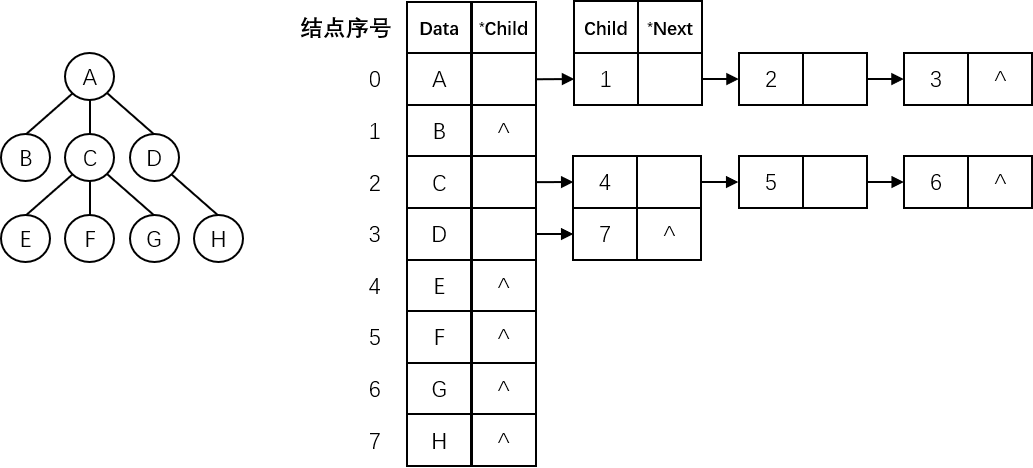 A
B C D
E F G H
结点序号 Data *Child Child *Next
0 A 1 2 3 ^
1 B ^
2 C 4 5 6 ^
3 D 7 ^
4 E ^
5 F ^
6 G ^
7 H ^